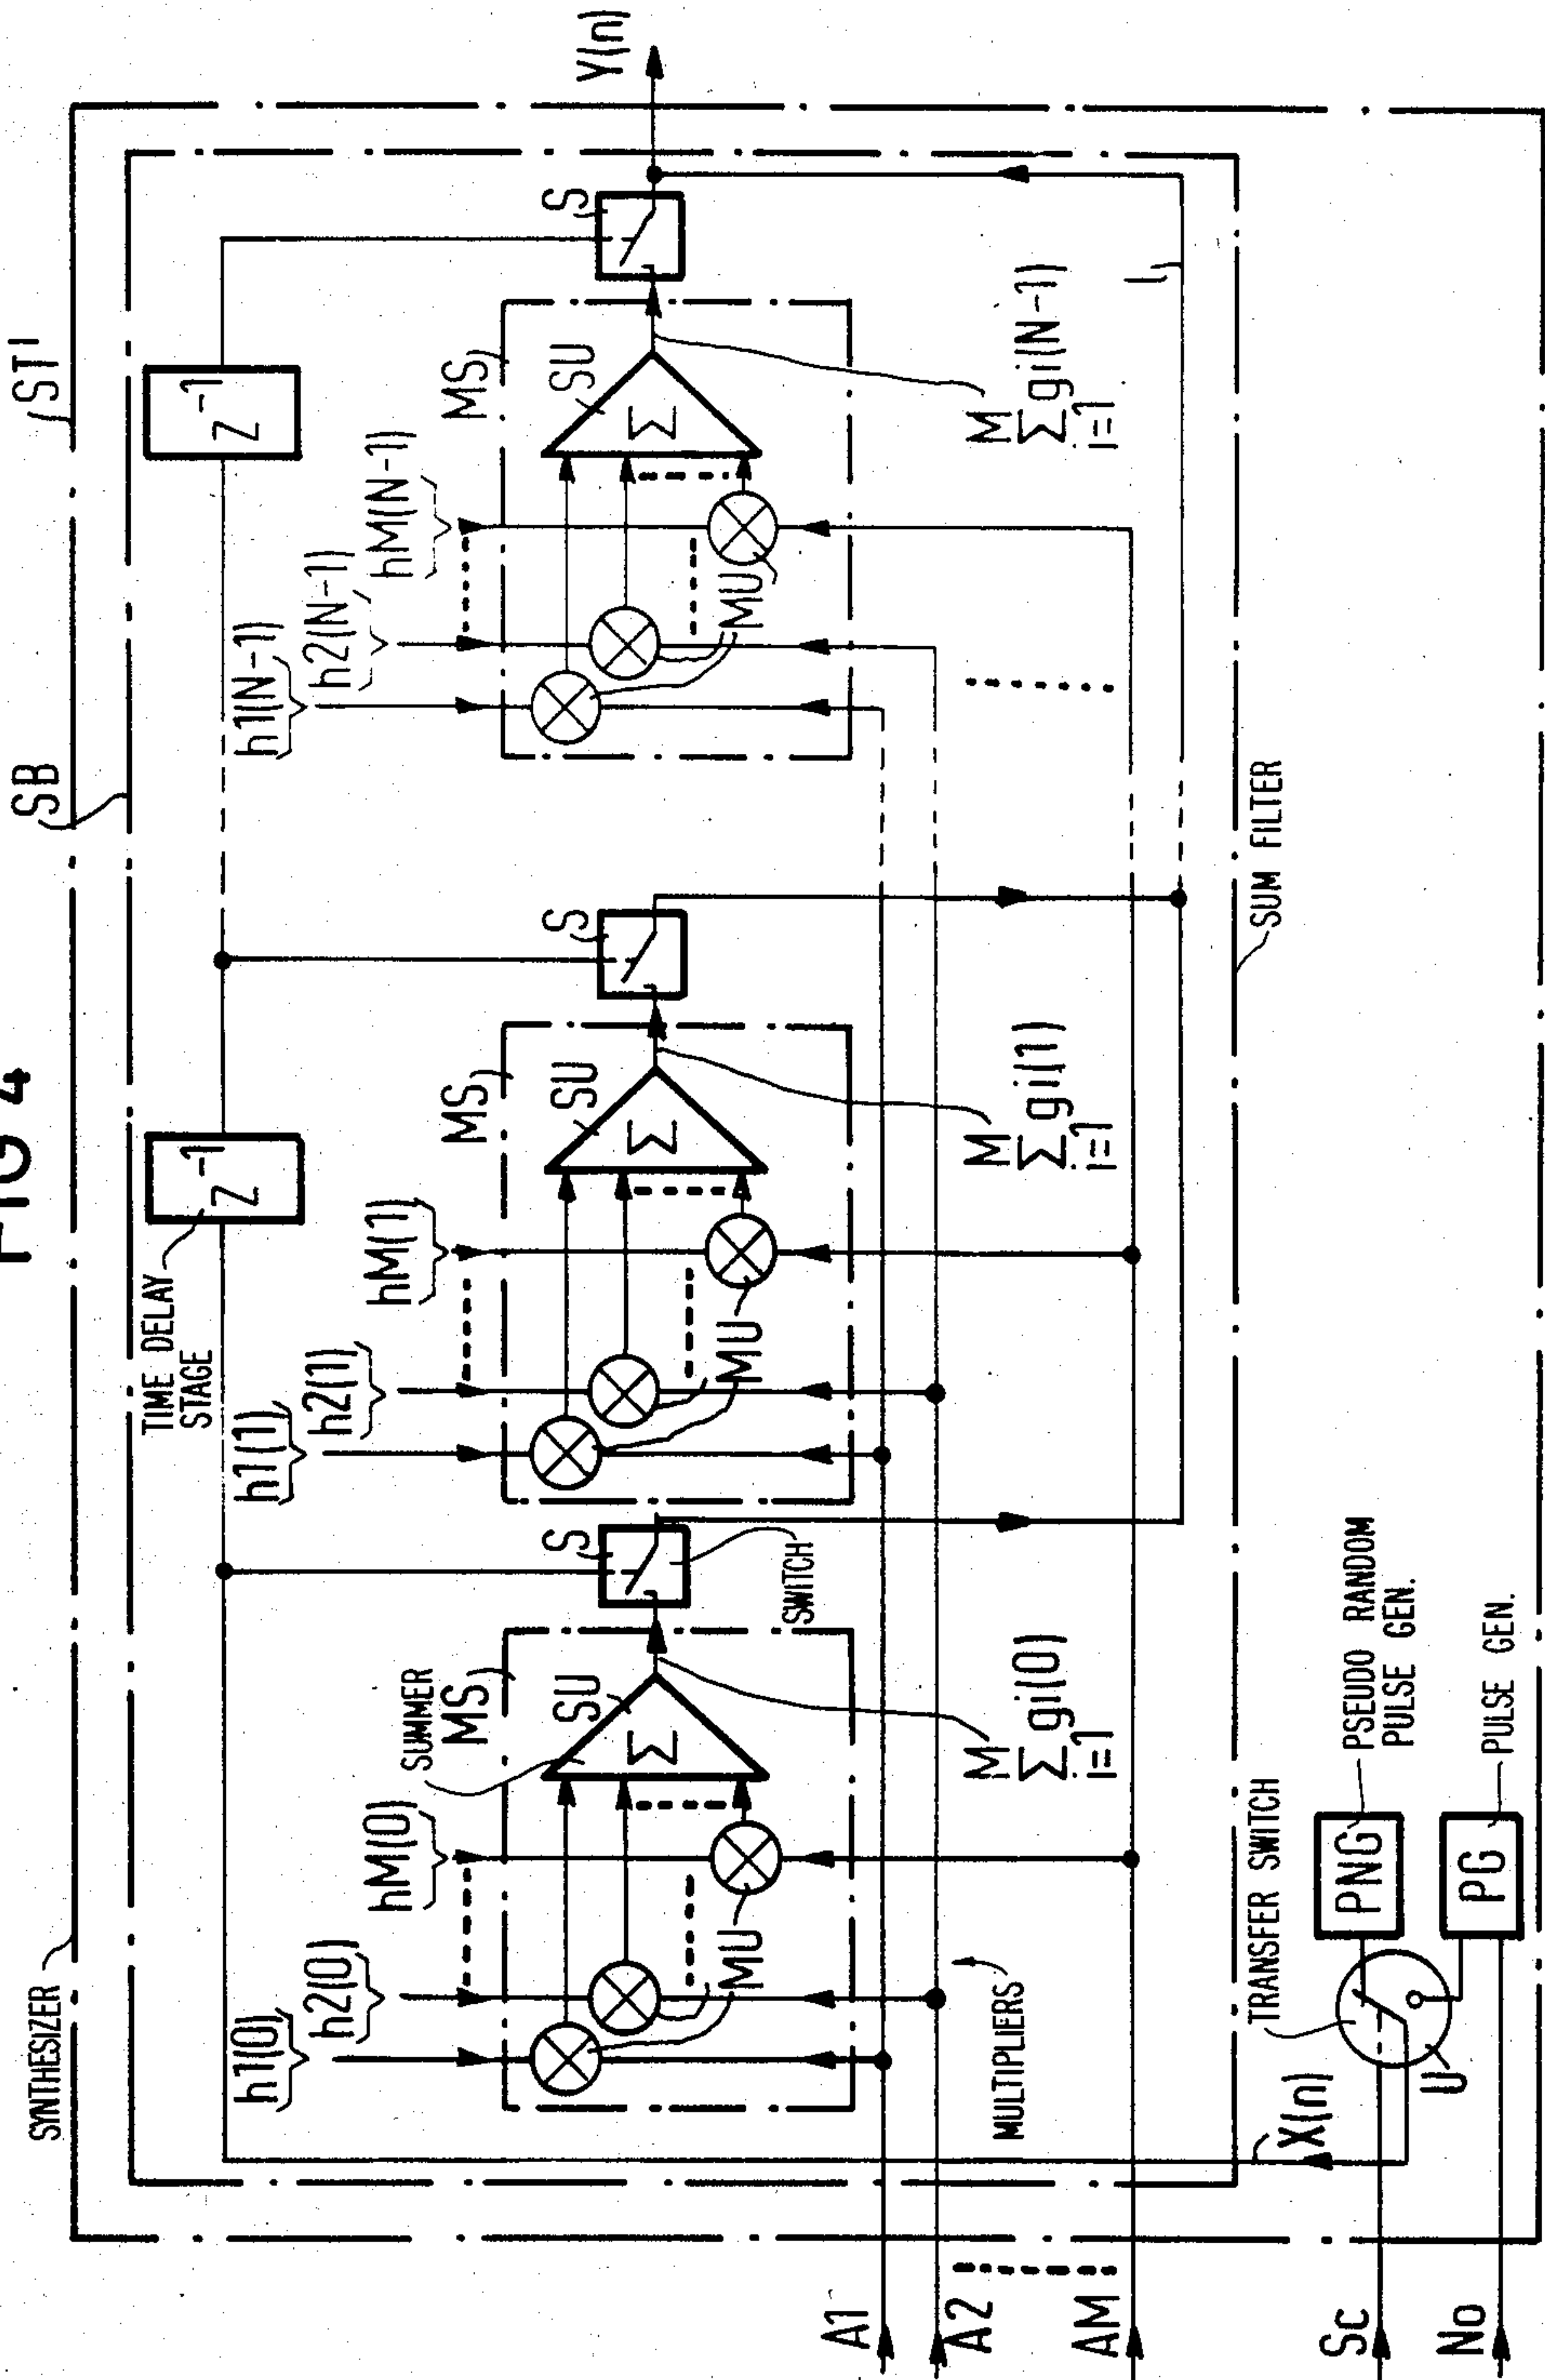 FIG 4
SYNTHESIZER
SB
ST'
TIME DELAY
STAGE
Z⁻¹
Z⁻¹
h1(0)
h2(0)
hM(0)
h1(1)
h2(1)
hM(1)
h1(N-1)
h2(N-1)
hM(N-1)
SUMMER
MS
SU
Σ
MU
S
SWITCH
MS
SU
Σ
MU
S
MS
SU
Σ
MU
S
Y(n)
M
Σ gi(0)
i=1
M
Σ gi(1)
i=1
M
Σ gi(N-1)
i=1
l
MULTIPLIERS
SUM FILTER
A1
A2
AM
X(n)
TRANSFER SWITCH
U
PNG
PSEUDO RANDOM
PULSE GEN.
PG
PULSE GEN.
Sc
No